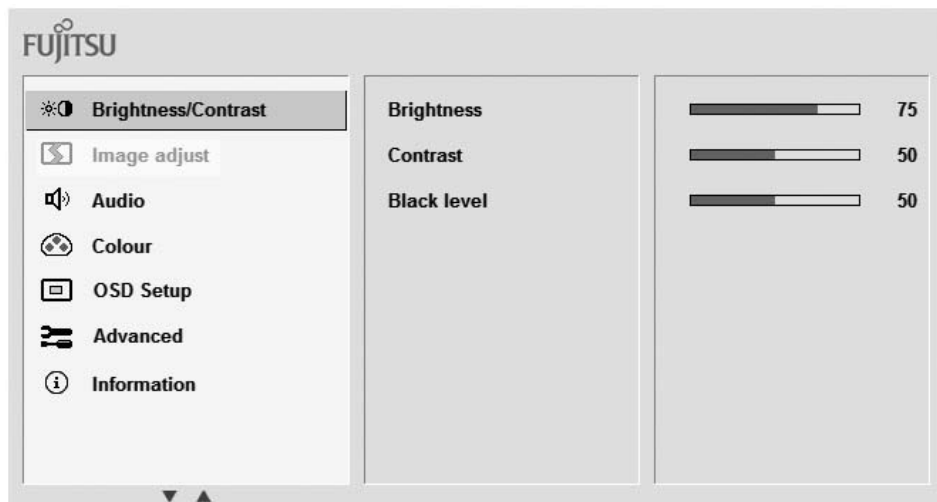 FUJITSU
Brightness/Contrast
Image adjust
Audio
Colour
OSD Setup
Advanced
Information
Brightness
Contrast
Black level
75
50
50